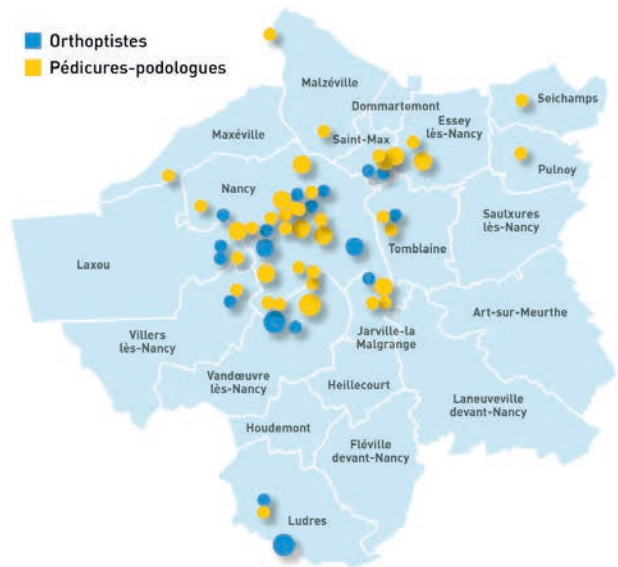 Orthoptistes
Pédicures-podologues
Malzéville
Dommartemont
Seichamps
Essey
lès-Nancy
Maxéville
Saint-Max
Pulnoy
Nancy
Saulxures
lès-Nancy
Tomblaine
Laxou
Art-sur-Meurthe
Villers
lès-Nancy
Jarville-la
Malgrange
Vandœuvre
lès-Nancy
Heillecourt
Laneuveville
devant-Nancy
Houdemont
Fléville
devant-Nancy
Ludres